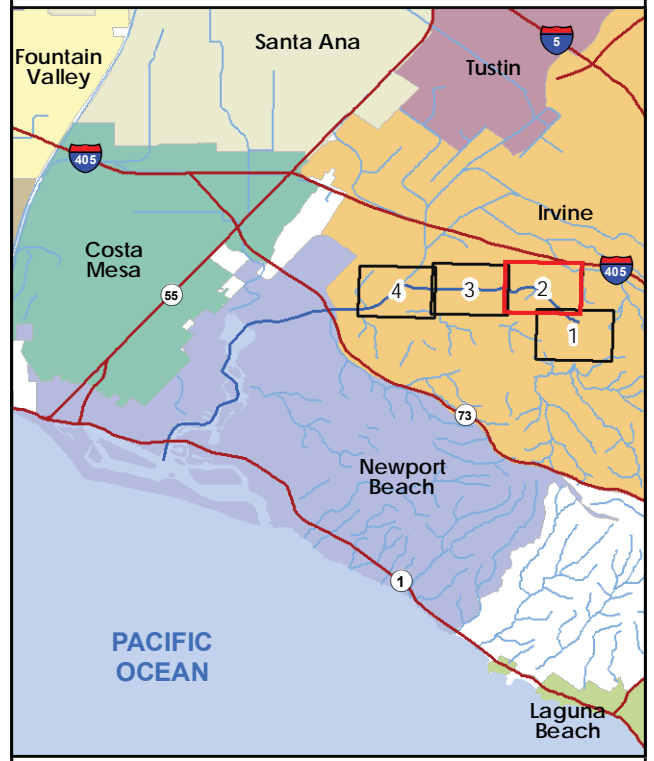 Santa Ana
5
Fountain
Valley
Tustin
405
Irvine
Costa
Mesa
405
55
4
3
2
1
73
Newport
Beach
1
PACIFIC
OCEAN
Laguna
Beach